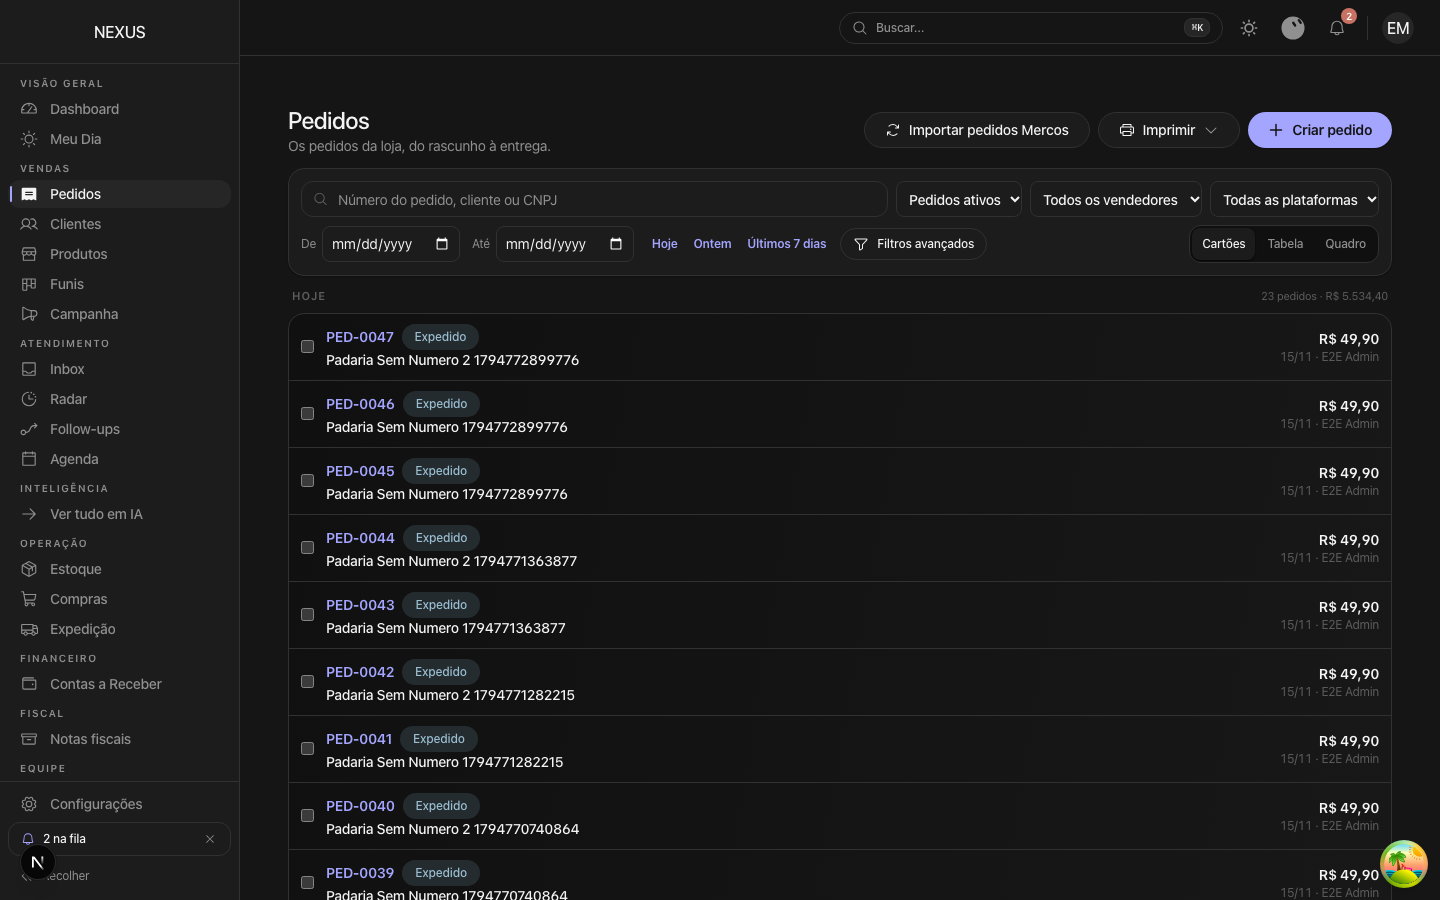 NEXUS
Buscar...
⌘K
2
EM
VISÃO GERAL
Dashboard
Meu Dia
VENDAS
Pedidos
Clientes
Produtos
Funis
Campanha
ATENDIMENTO
Inbox
Radar
Follow-ups
Agenda
INTELIGÊNCIA
Ver tudo em IA
OPERAÇÃO
Estoque
Compras
Expedição
FINANCEIRO
Contas a Receber
FISCAL
Notas fiscais
EQUIPE
Configurações
2 na fila
N
Pedidos
Os pedidos da loja, do rascunho à entrega.
Importar pedidos Mercos
Imprimir
Criar pedido
Número do pedido, cliente ou CNPJ
Pedidos ativos
Todos os vendedores
Todas as plataformas
De mm/dd/yyyy Até mm/dd/yyyy Hoje Ontem Últimos 7 dias Filtros avançados
Cartões Tabela Quadro
HOJE
23 pedidos · R$ 5.534,40
PED-0047 Expedido
Padaria Sem Numero 2 1794772899776
R$ 49,90
15/11 · E2E Admin
PED-0046 Expedido
Padaria Sem Numero 1794772899776
R$ 49,90
15/11 · E2E Admin
PED-0045 Expedido
Padaria Sem Numero 1794772899776
R$ 49,90
15/11 · E2E Admin
PED-0044 Expedido
Padaria Sem Numero 2 1794771363877
R$ 49,90
15/11 · E2E Admin
PED-0043 Expedido
Padaria Sem Numero 1794771363877
R$ 49,90
15/11 · E2E Admin
PED-0042 Expedido
Padaria Sem Numero 2 1794771282215
R$ 49,90
15/11 · E2E Admin
PED-0041 Expedido
Padaria Sem Numero 1794771282215
R$ 49,90
15/11 · E2E Admin
PED-0040 Expedido
Padaria Sem Numero 2 1794770740864
R$ 49,90
15/11 · E2E Admin
PED-0039 Expedido
Padaria Sem Numero 1794770740864
R$ 49,90
15/11 · E2E Admin